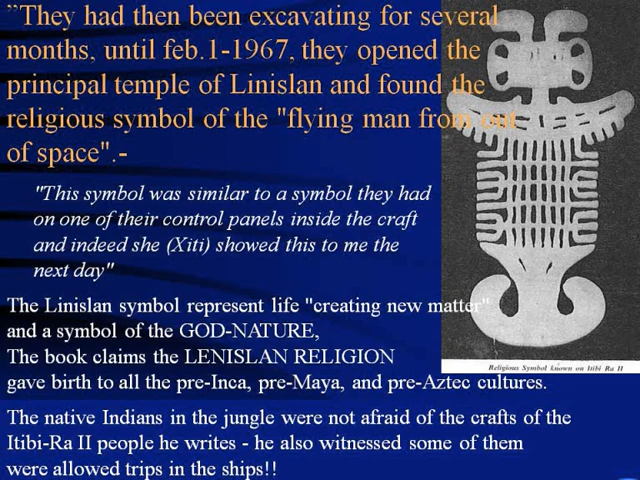 ”They had then been excavating for several
months, until feb.1-1967, they opened the
principal temple of Linislan and found the
religious symbol of the "flying man from out
of space".-
"This symbol was similar to a symbol they had
on one of their control panels inside the craft
and indeed she (Xiti) showed this to me the
next day"
The Linislan symbol represent life "creating new matter"
and a symbol of the GOD-NATURE,
The book claims the LENISLAN RELIGION
gave birth to all the pre-Inca, pre-Maya, and pre-Aztec cultures.
The native Indians in the jungle were not afraid of the crafts of the
Itibi-Ra II people he writes - he also witnessed some of them
were allowed trips in the ships!!
Religious Symbol known on Itibi Ra II